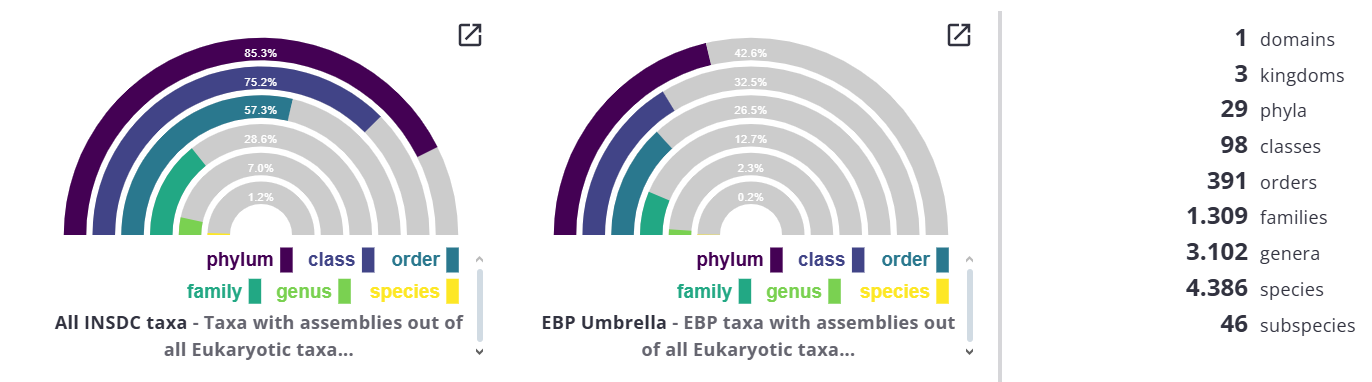 85.3%
75.2%
57.3%
28.6%
7.0%
1.2%
phylum class order
family genus species
All INSDC taxa - Taxa with assemblies out of
all Eukaryotic taxa...
42.6%
32.5%
26.5%
12.7%
2.3%
0.2%
phylum class order
family genus species
EBP Umbrella - EBP taxa with assemblies out
of all Eukaryotic taxa...
1 domains
3 kingdoms
29 phyla
98 classes
391 orders
1.309 families
3.102 genera
4.386 species
46 subspecies